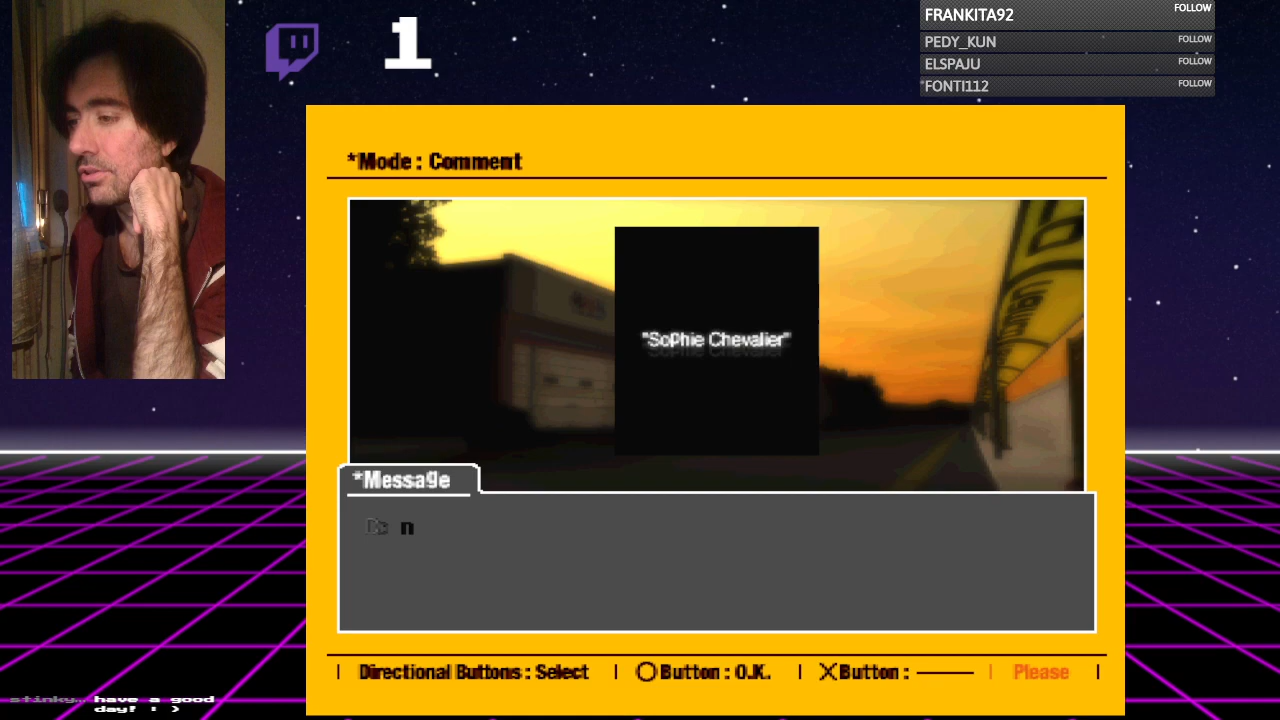 1
FRANKITA92 FOLLOW
PEDY_KUN FOLLOW
ELSPAJU FOLLOW
*FONTI112 FOLLOW
*Mode : Comment
"Sophie Chevalier"
*Message
n
Directional Buttons : Select
Button : O.K.
Button :
Please
stinky… have a good
day! : >